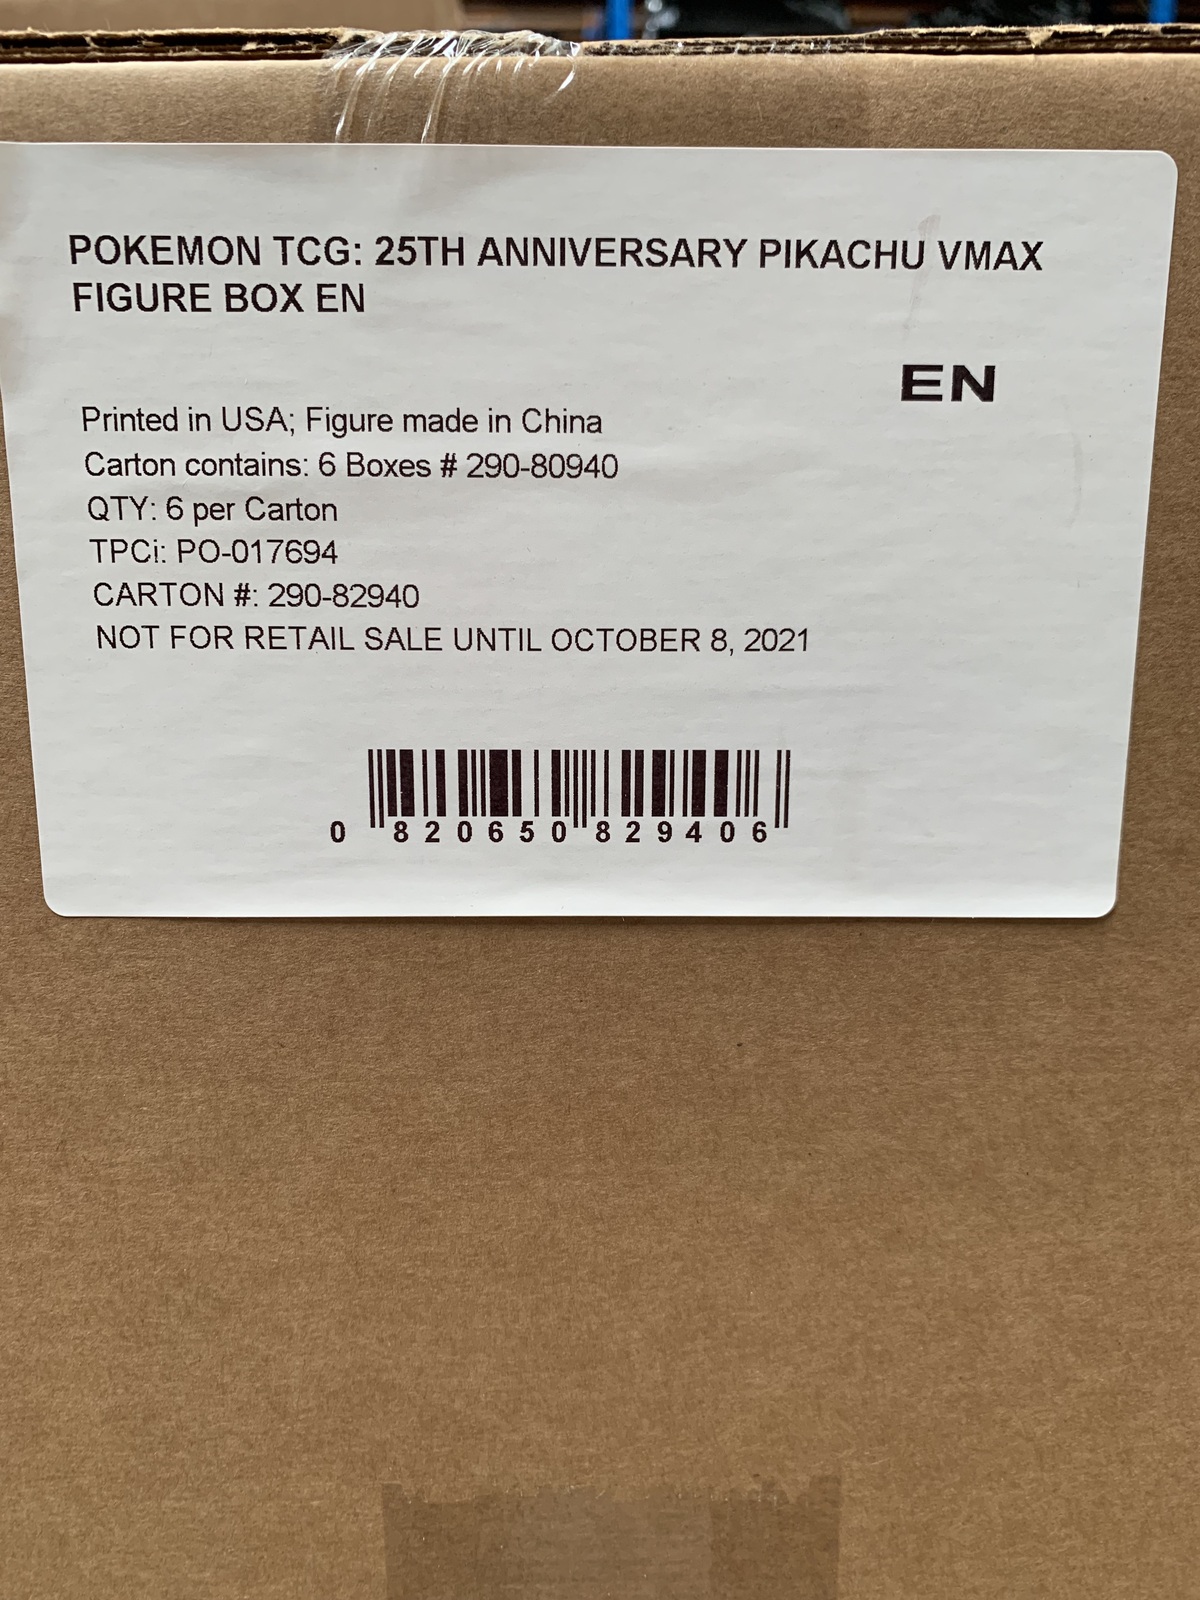 POKEMON TCG: 25TH ANNIVERSARY PIKACHU VMAX
FIGURE BOX EN
EN
Printed in USA; Figure made in China
Carton contains: 6 Boxes # 290-80940
QTY: 6 per Carton
TPCi: PO-017694
CARTON #: 290-82940
NOT FOR RETAIL SALE UNTIL OCTOBER 8, 2021
0 820650 829406